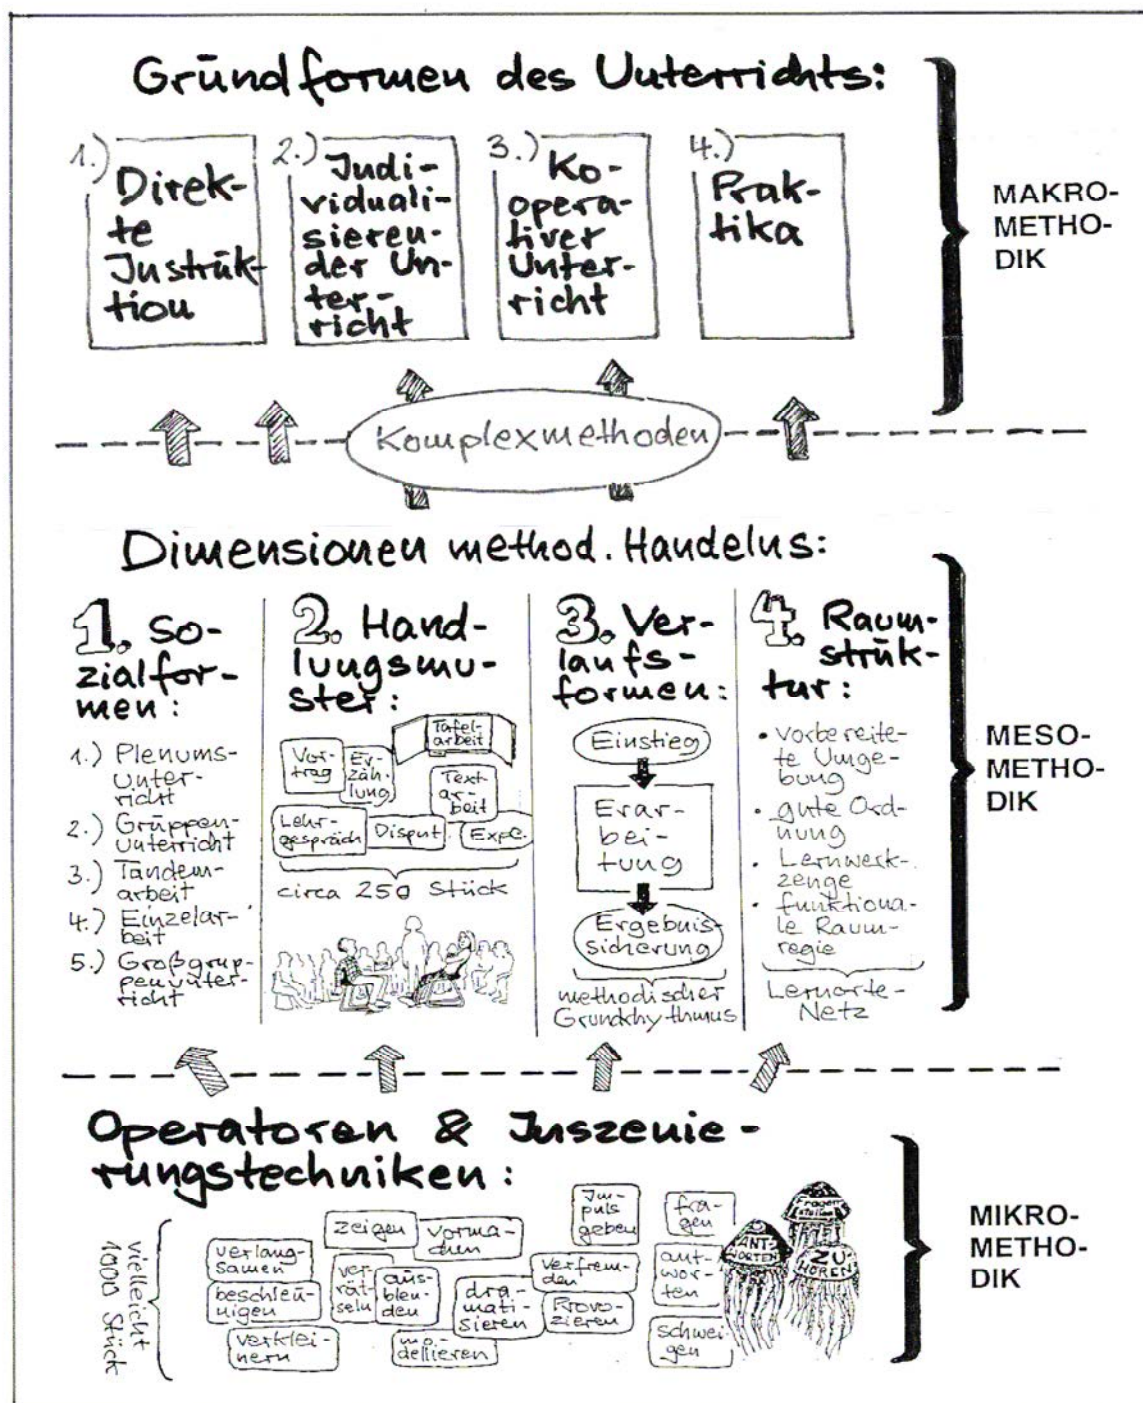 Grundformen des Unterrichts:
1.) Direk-
te
Instruk-
tion
2.) Indi-
viduali-
sieren-
der Un-
ter-
richt
3.) Ko-
opera-
tiver
Unter-
richt
4.) Prak-
tika
MAKRO-
METHO-
DIK
Komplexmethoden
Dimensionen method. Handelns:
1. So-
zialfor-
men:
1.) Plenums-
unter-
richt
2.) Gruppen-
unterricht
3.) Tandem-
arbeit
4.) Einzelar-
beit
5.) Großgrup-
penunter-
richt
2. Hand-
lungsmu-
ster:
Vor-
trag
Er-
zäh-
lung
Tafel-
arbeit
Text-
ar-
beit
Lehr-
gespräch
Disput
Expe.
circa 250 Stück
3. Ver-
laufs-
formen:
Einstieg
Erar-
bei-
tung
Ergebnis-
sicherung
methodischer
Grundrhythmus
4. Raum-
struk-
tur:
• vorbereite-
te Umge-
bung
• gute Ord-
nung
• Lernwerk-
zeuge
• funktiona-
le Raum-
regie
Lernorte-
Netz
MESO-
METHO-
DIK
Operatoren & Inszenie-
rungstechniken:
vielleicht
1000 Stück
verlang-
samen
beschleu-
nigen
verklei-
nern
zeigen
vorma-
chen
ver-
rät-
seln
aus-
blen-
den
mo-
dellieren
dra-
mati-
sieren
Im-
puls
geben
verfrem-
den
Provo-
zieren
fra-
gen
ant-
wor-
ten
schwei-
gen
Fragen
stellen
ANT-
WORTEN
ZU
HÖREN
MIKRO-
METHO-
DIK